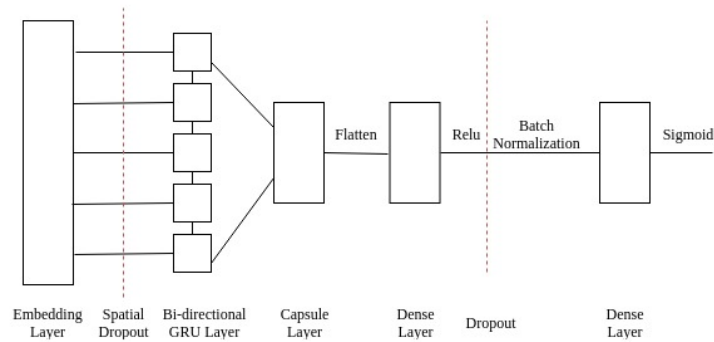 Flatten
Relu
Batch
Normalization
Sigmoid
Embedding
Layer
Spatial
Dropout
Bi-directional
GRU Layer
Capsule
Layer
Dense
Layer
Dropout
Dense
Layer